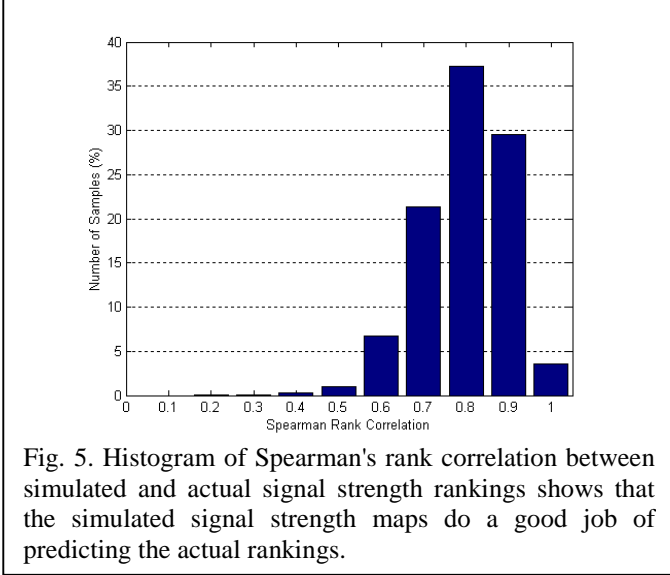 40
35
30
25
20
15
10
5
0
Number of Samples (%)
0 0.1 0.2 0.3 0.4 0.5 0.6 0.7 0.8 0.9 1
Spearman Rank Correlation
Fig. 5. Histogram of Spearman's rank correlation between
simulated and actual signal strength rankings shows that
the simulated signal strength maps do a good job of
predicting the actual rankings.